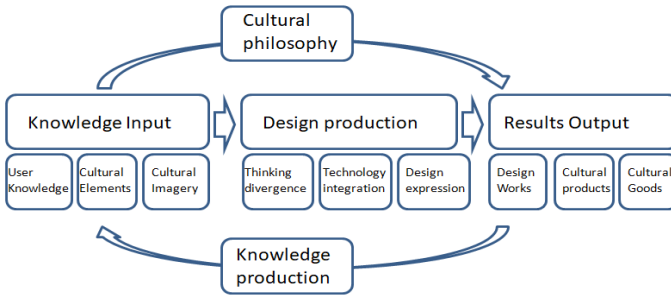 Cultural
philosophy
Knowledge Input
Design production
Results Output
User
Knowledge
Cultural
Elements
Cultural
Imagery
Thinking
divergence
Technology
integration
Design
expression
Design
Works
Cultural
products
Cultural
Goods
Knowledge
production